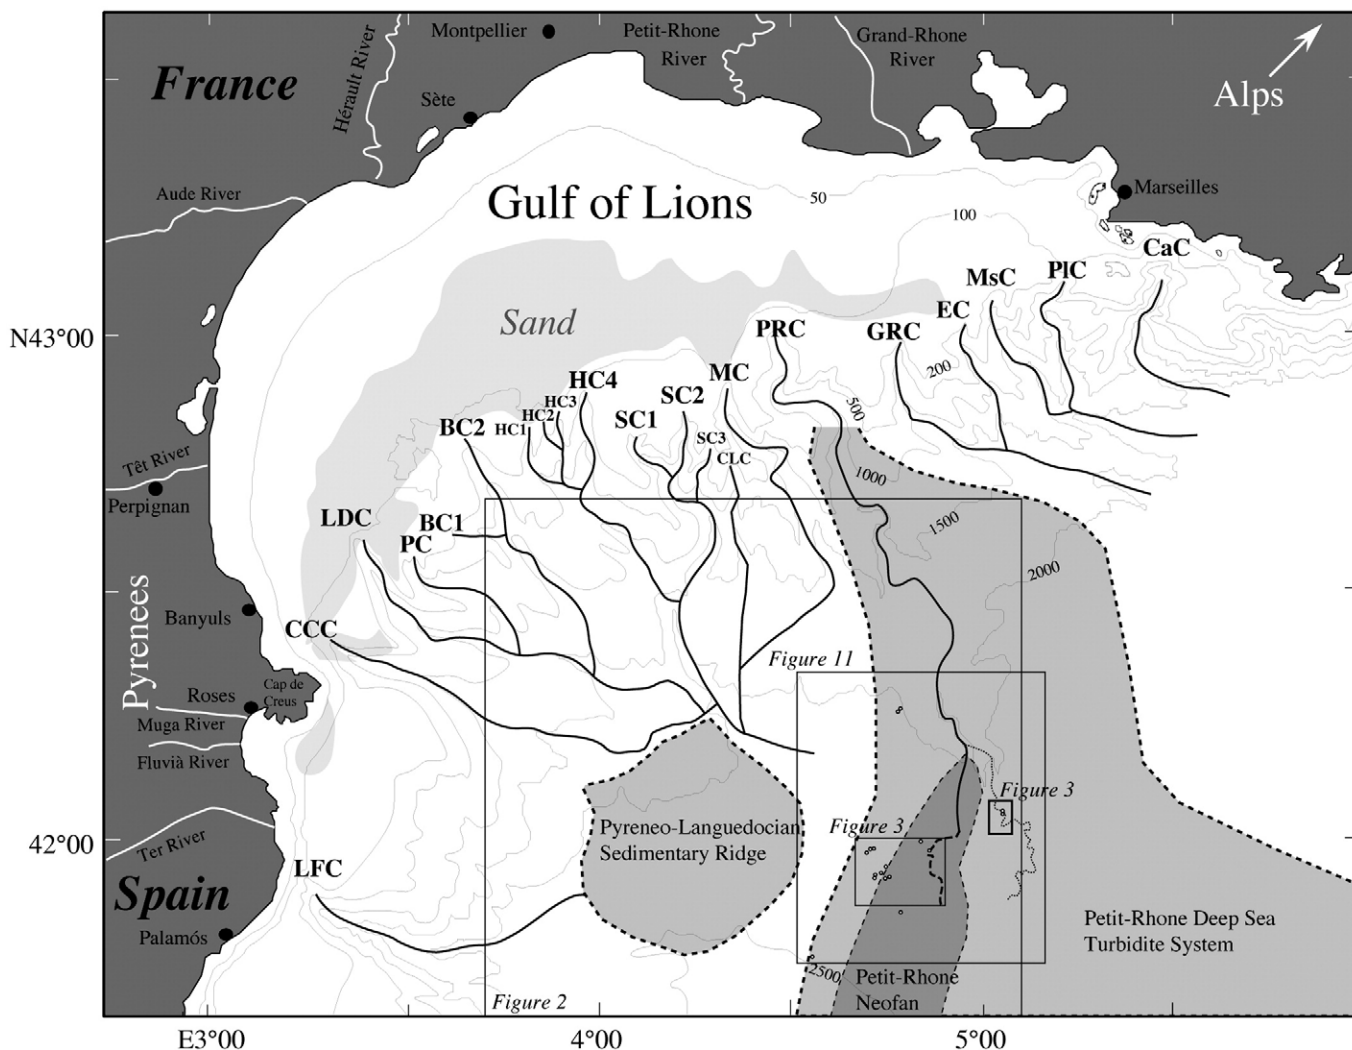 Montpellier
Petit-Rhone
River
Grand-Rhone
River
Hérault River
France
Alps
Sète
Marseilles
Aude River
Gulf of Lions
50
100
CaC
PlC
MsC
EC
Sand
PRC
GRC
N43°00
200
MC
HC4
SC2
HC3
HC2
HC1
BC2
SC1
SC3
CLC
500
Têt River
Perpignan
1000
LDC
BC1
PC
1500
2000
Pyrenees
Banyuls
CCC
Figure 11
Roses
Cap de
Creus
Muga River
Fluvià River
Figure 3
Pyreneo-Languedocian
Sedimentary Ridge
Figure 3
42°00
Ter River
LFC
Spain
Palamós
Petit-Rhone Deep Sea
Turbidite System
2500
Petit-Rhone
Neofan
Figure 2
E3°00
4°00
5°00